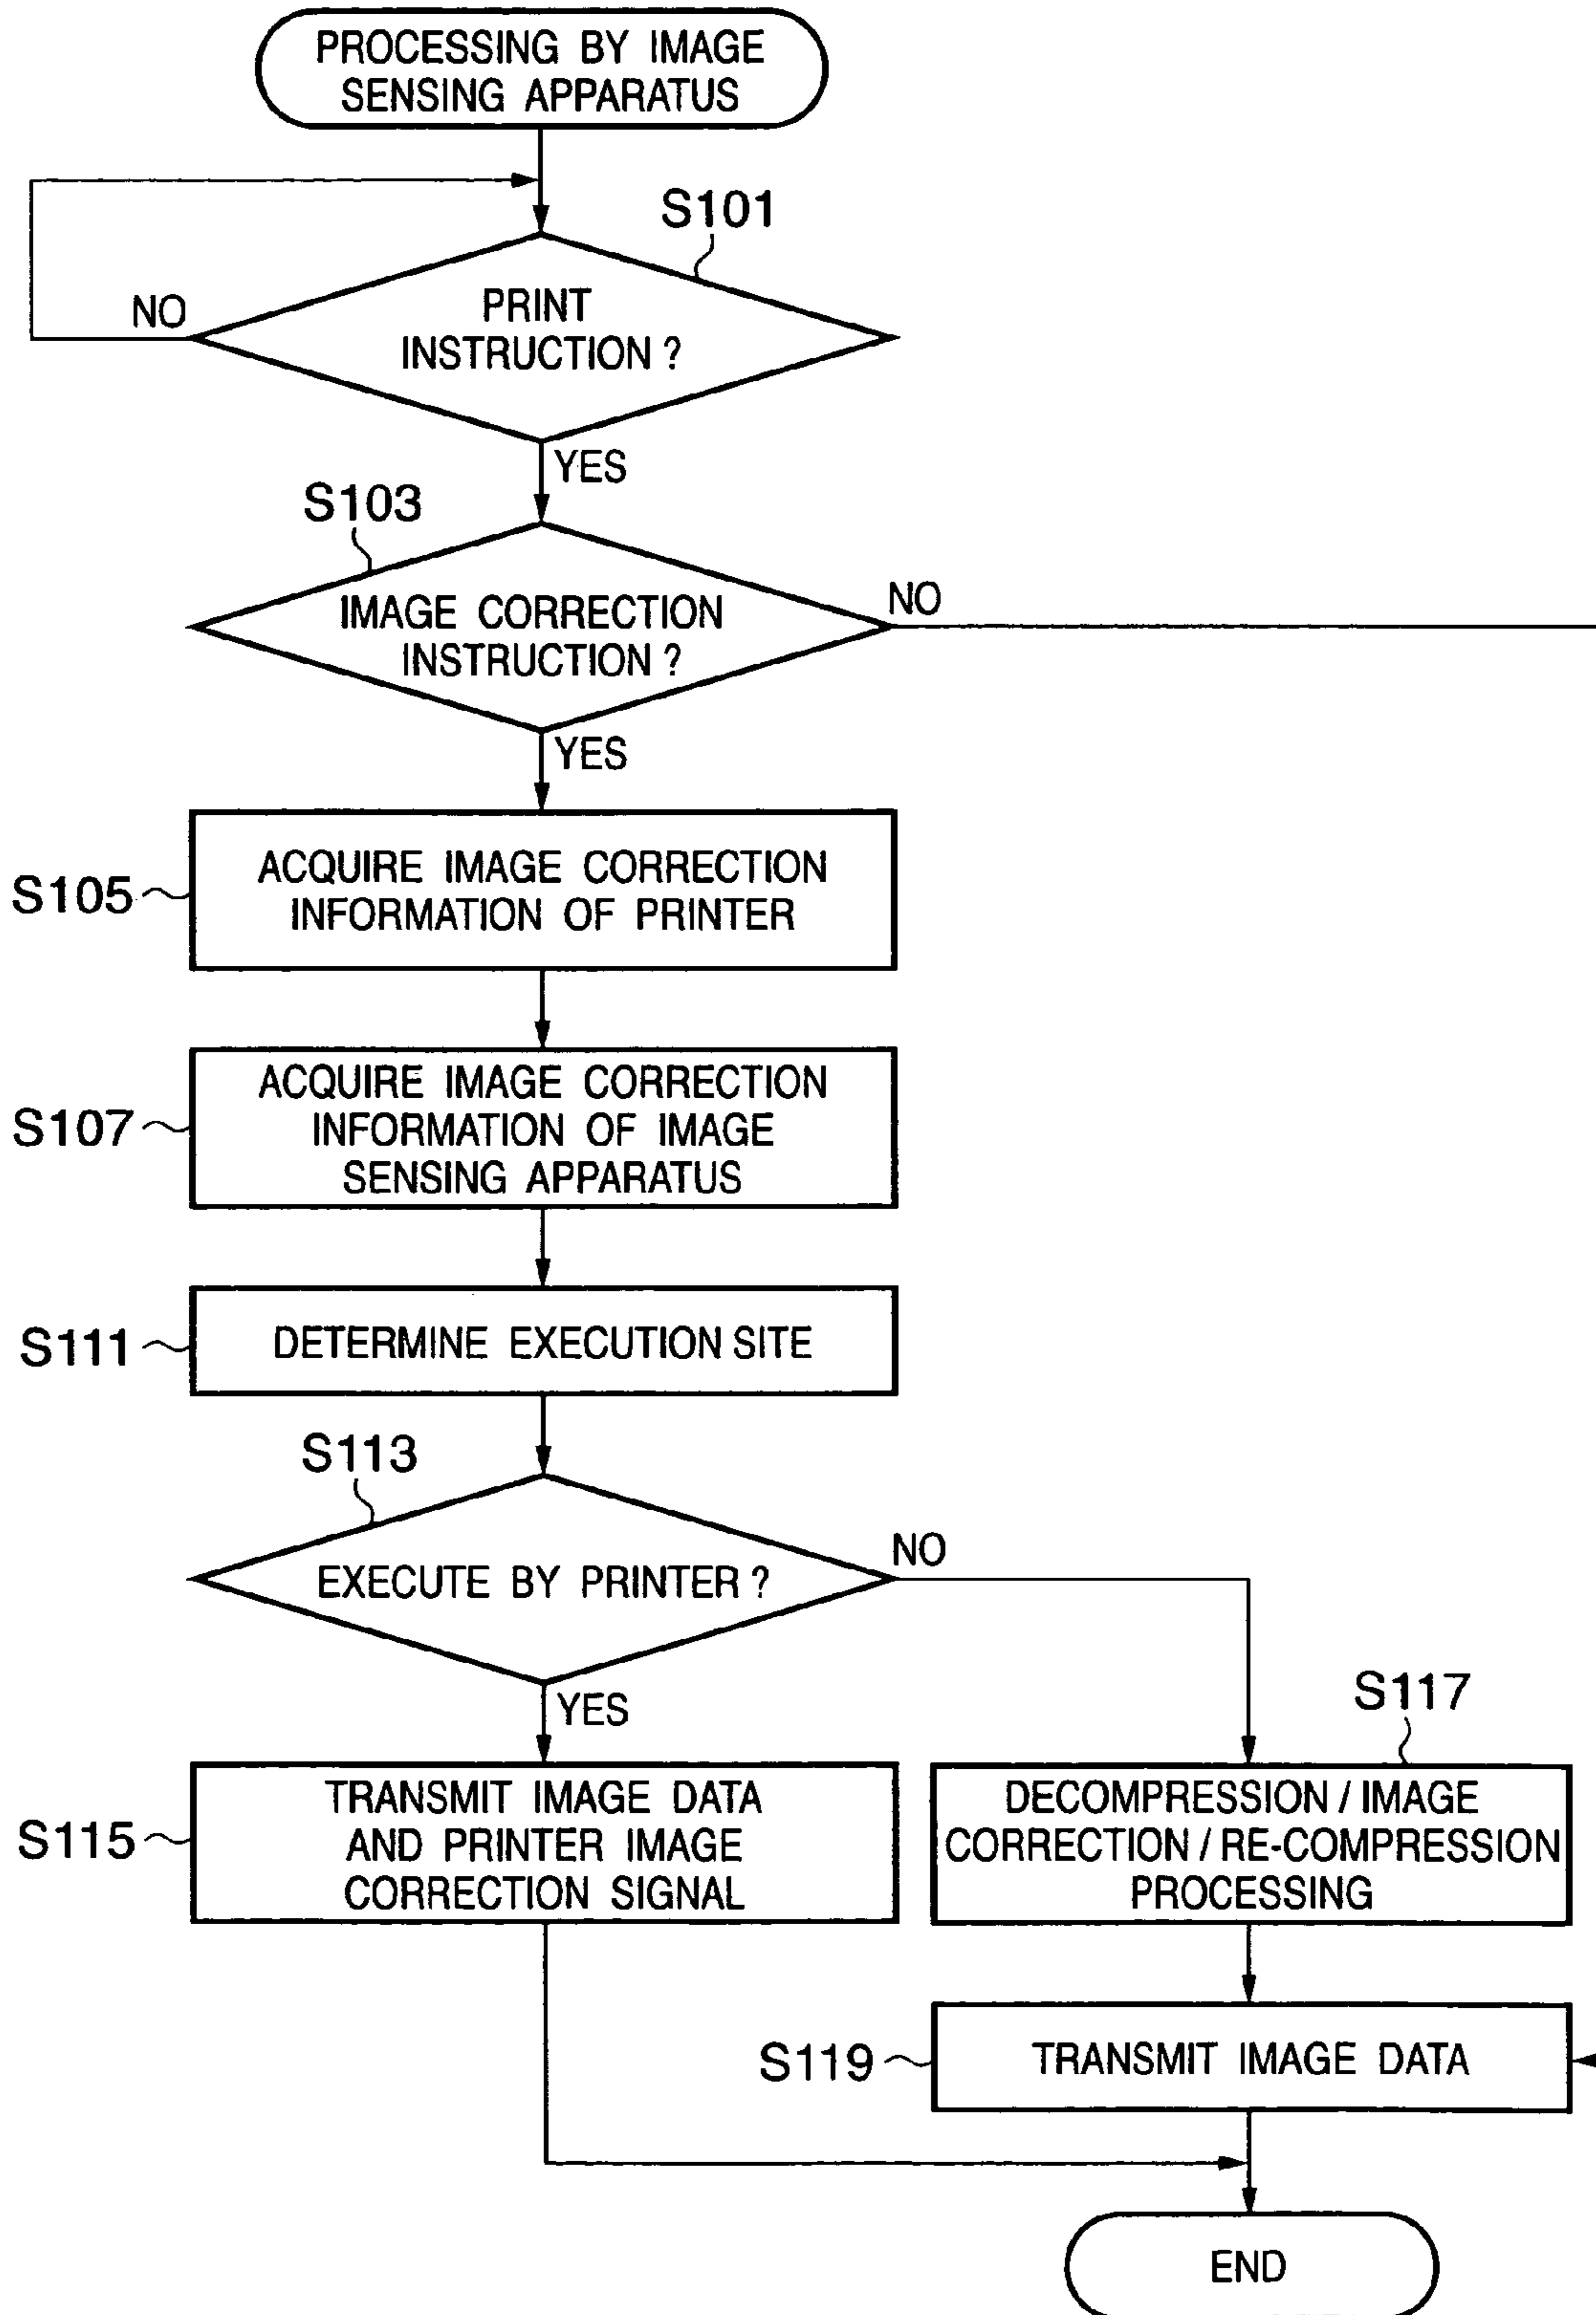 PROCESSING BY IMAGE
SENSING APPARATUS
S101
PRINT
INSTRUCTION ?
NO
YES
S103
IMAGE CORRECTION
INSTRUCTION ?
NO
YES
S105
ACQUIRE IMAGE CORRECTION
INFORMATION OF PRINTER
S107
ACQUIRE IMAGE CORRECTION
INFORMATION OF IMAGE
SENSING APPARATUS
S111
DETERMINE EXECUTION SITE
S113
EXECUTE BY PRINTER ?
NO
YES
S115
TRANSMIT IMAGE DATA
AND PRINTER IMAGE
CORRECTION SIGNAL
S117
DECOMPRESSION / IMAGE
CORRECTION / RE-COMPRESSION
PROCESSING
S119
TRANSMIT IMAGE DATA
END